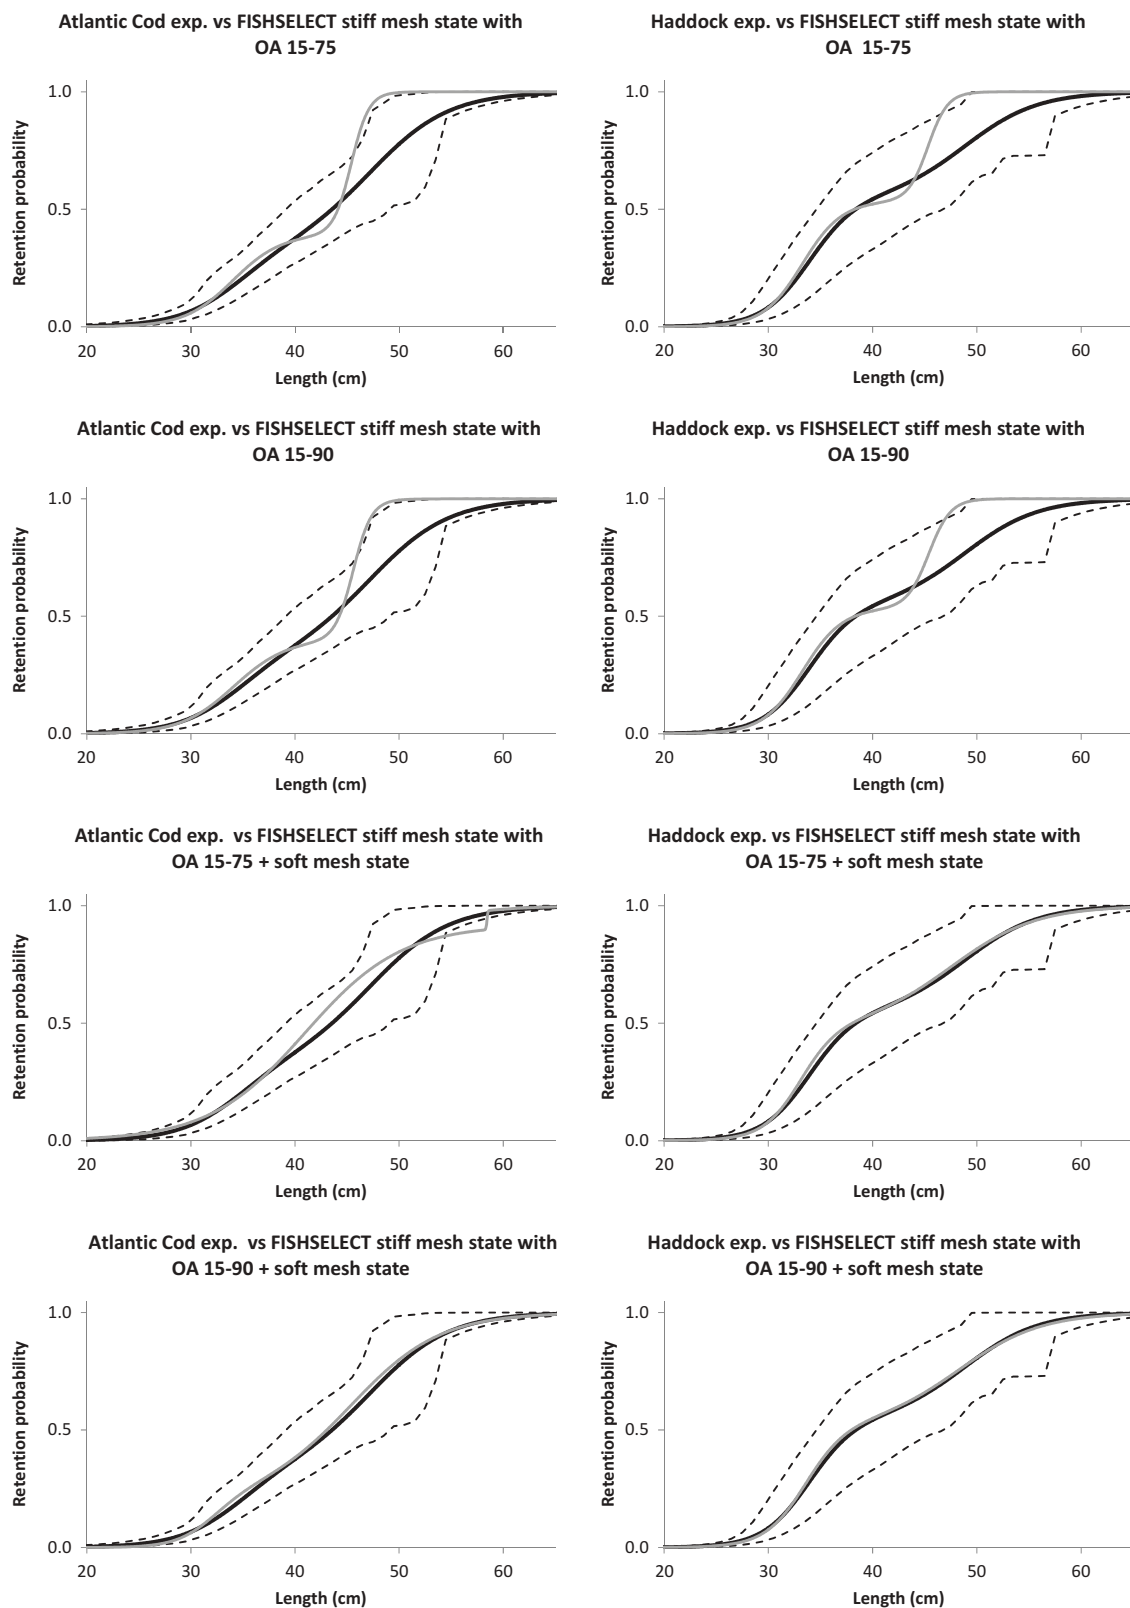 Atlantic Cod exp. vs FISHSELECT stiff mesh state with
OA 15-75
1.0
0.5
0.0
Retention probability
20 30 40 50 60
Length (cm)
Haddock exp. vs FISHSELECT stiff mesh state with
OA 15-75
1.0
0.5
0.0
Retention probability
20 30 40 50 60
Length (cm)
Atlantic Cod exp. vs FISHSELECT stiff mesh state with
OA 15-90
1.0
0.5
0.0
Retention probability
20 30 40 50 60
Length (cm)
Haddock exp. vs FISHSELECT stiff mesh state with
OA 15-90
1.0
0.5
0.0
Retention probability
20 30 40 50 60
Length (cm)
Atlantic Cod exp. vs FISHSELECT stiff mesh state with
OA 15-75 + soft mesh state
1.0
0.5
0.0
Retention probability
20 30 40 50 60
Length (cm)
Haddock exp. vs FISHSELECT stiff mesh state with
OA 15-75 + soft mesh state
1.0
0.5
0.0
Retention probability
20 30 40 50 60
Length (cm)
Atlantic Cod exp. vs FISHSELECT stiff mesh state with
OA 15-90 + soft mesh state
1.0
0.5
0.0
Retention probability
20 30 40 50 60
Length (cm)
Haddock exp. vs FISHSELECT stiff mesh state with
OA 15-90 + soft mesh state
1.0
0.5
0.0
Retention probability
20 30 40 50 60
Length (cm)